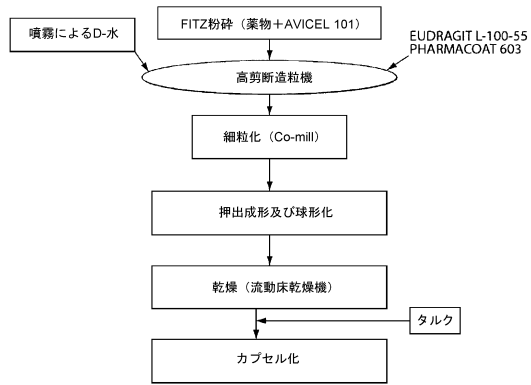 噴霧によるD-水
FITZ粉砕（薬物＋AVICEL 101）
EUDRAGIT L-100-55
PHARMACOAT 603
高剪断造粒機
細粒化（Co-mill）
押出成形及び球形化
乾燥（流動床乾燥機）
タルク
カプセル化